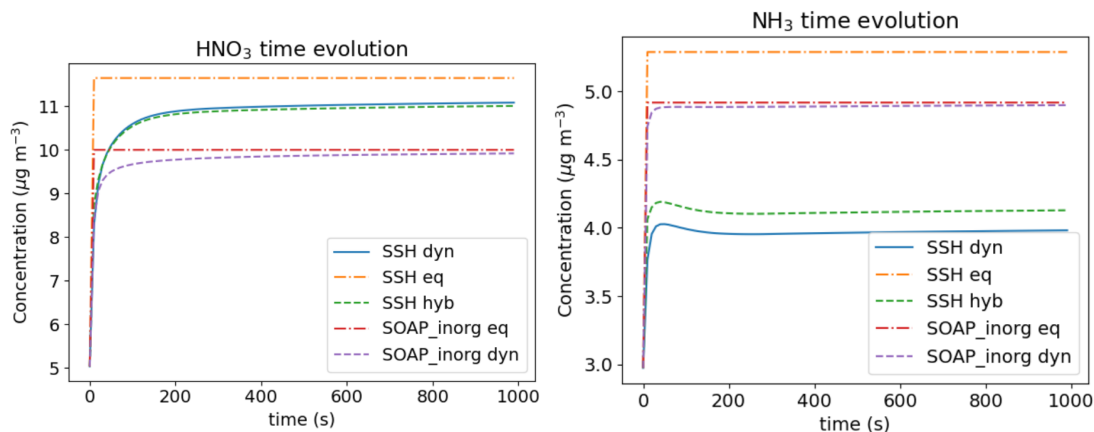 HNO₃ time evolution
Concentration (μg m⁻³)
11
10
9
8
7
6
5
SSH dyn
SSH eq
SSH hyb
SOAP_inorg eq
SOAP_inorg dyn
0 200 400 600 800 1000
time (s)
NH₃ time evolution
Concentration (μg m⁻³)
5.0
4.5
4.0
3.5
3.0
SSH dyn
SSH eq
SSH hyb
SOAP_inorg eq
SOAP_inorg dyn
0 200 400 600 800 1000
time (s)